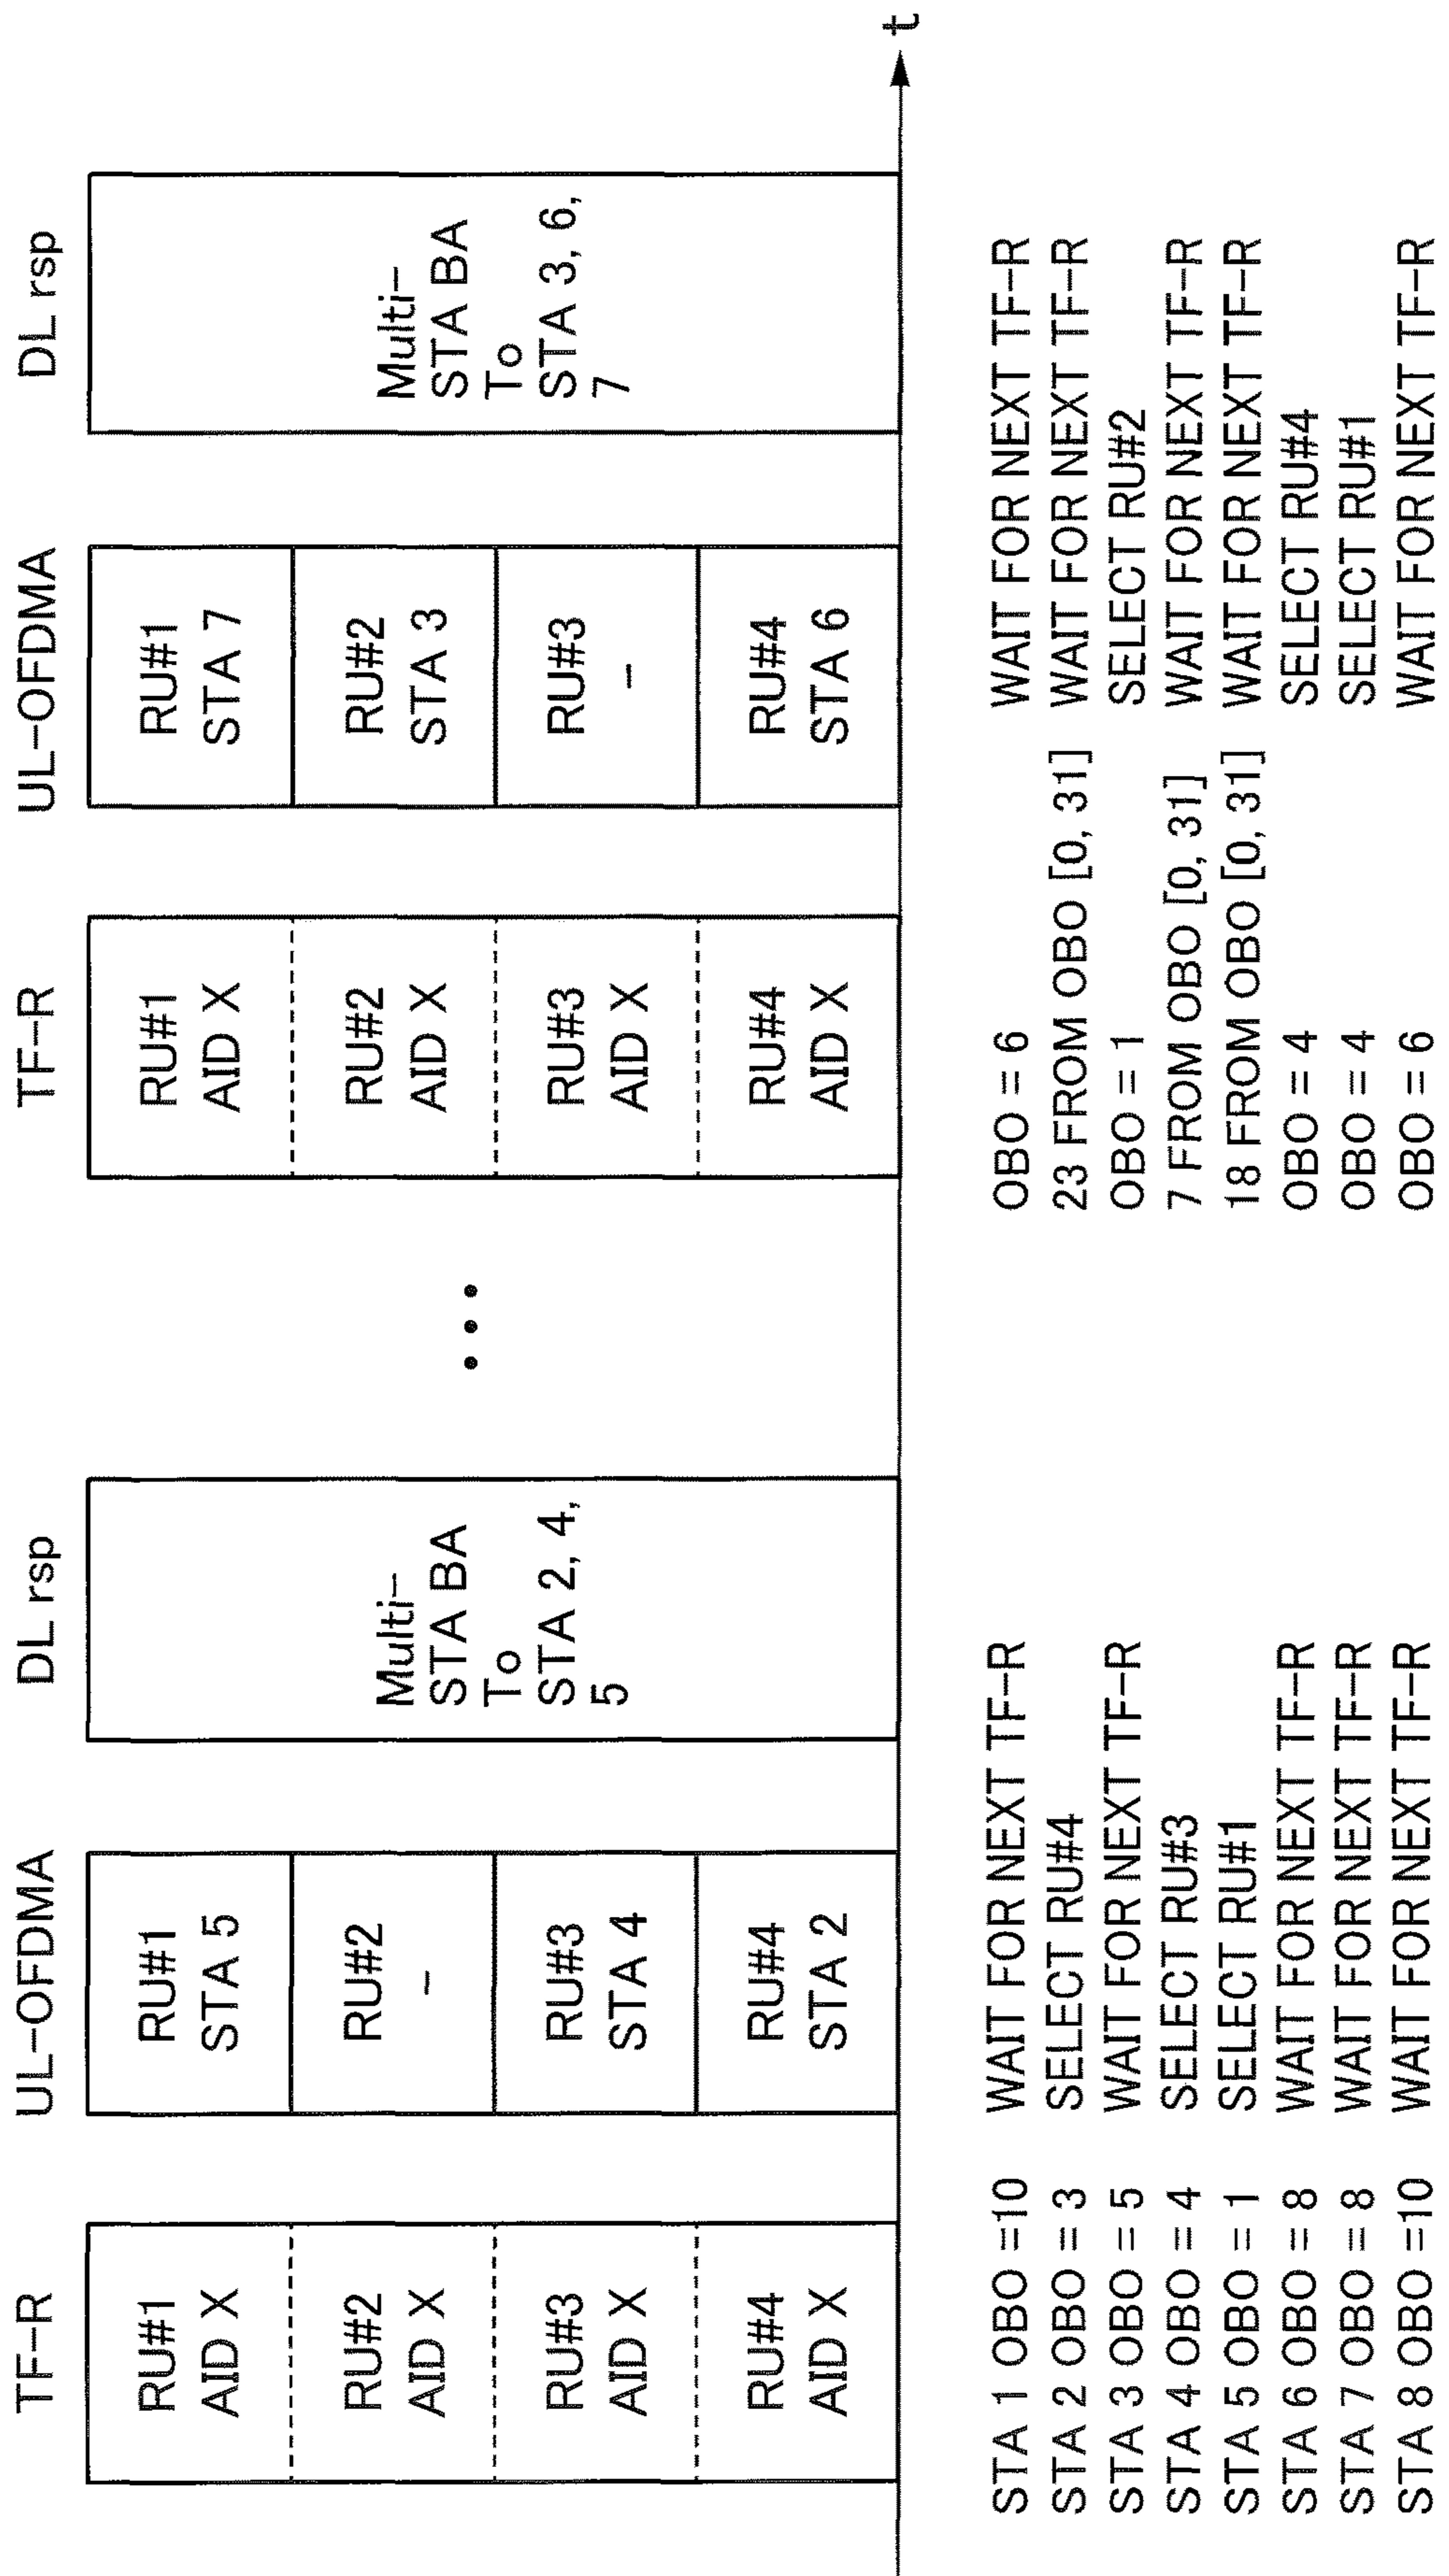 TF-R
RU#1
AID X
RU#2
AID X
RU#3
AID X
RU#4
AID X
UL-OFDMA
RU#1
STA 5
RU#2
-
RU#3
STA 4
RU#4
STA 2
DL rsp
Multi-
STA BA
To
STA 2, 4,
5
...
TF-R
RU#1
AID X
RU#2
AID X
RU#3
AID X
RU#4
AID X
UL-OFDMA
RU#1
STA 7
RU#2
STA 3
RU#3
-
RU#4
STA 6
DL rsp
Multi-
STA BA
To
STA 3, 6,
7
t
STA 1 OBO =10 WAIT FOR NEXT TF-R OBO = 6 WAIT FOR NEXT TF-R
STA 2 OBO = 3 SELECT RU#4 23 FROM OBO [0, 31] WAIT FOR NEXT TF-R
STA 3 OBO = 5 WAIT FOR NEXT TF-R OBO = 1 SELECT RU#2
STA 4 OBO = 4 SELECT RU#3 7 FROM OBO [0, 31] WAIT FOR NEXT TF-R
STA 5 OBO = 1 SELECT RU#1 18 FROM OBO [0, 31] WAIT FOR NEXT TF-R
STA 6 OBO = 8 WAIT FOR NEXT TF-R OBO = 4 SELECT RU#4
STA 7 OBO = 8 WAIT FOR NEXT TF-R OBO = 4 SELECT RU#1
STA 8 OBO =10 WAIT FOR NEXT TF-R OBO = 6 WAIT FOR NEXT TF-R